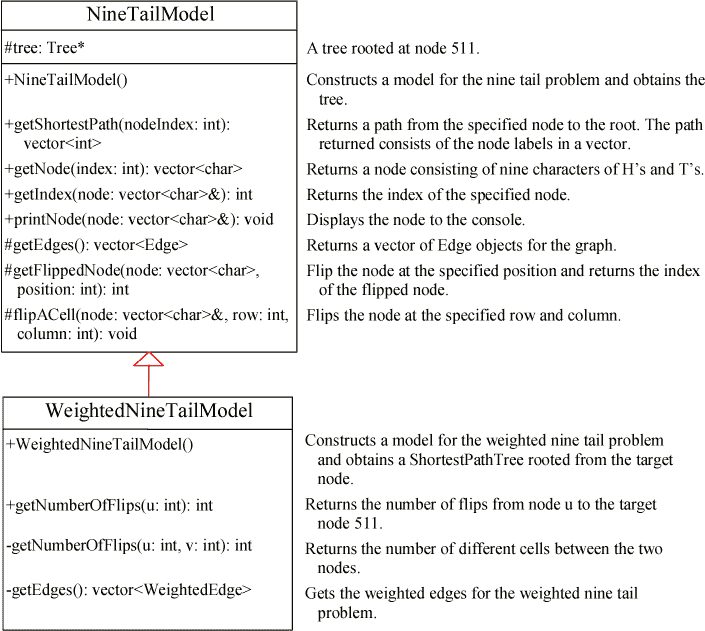 NineTailModel
#tree: Tree*
A tree rooted at node 511.
+NineTailModel()
Constructs a model for the nine tail problem and obtains the
tree.
+getShortestPath(nodeIndex: int):
vector<int>
Returns a path from the specified node to the root. The path
returned consists of the node labels in a vector.
+getNode(index: int): vector<char>
Returns a node consisting of nine characters of H's and T's.
+getIndex(node: vector<char>&): int
Returns the index of the specified node.
+printNode(node: vector<char>&): void
Displays the node to the console.
#getEdges(): vector<Edge>
Returns a vector of Edge objects for the graph.
#getFlippedNode(node: vector<char>,
position: int): int
Flip the node at the specified position and returns the index
of the flipped node.
#flipACell(node: vector<char>&, row: int,
column: int): void
Flips the node at the specified row and column.
WeightedNineTailModel
+WeightedNineTailModel()
Constructs a model for the weighted nine tail problem
and obtains a ShortestPathTree rooted from the target
node.
+getNumberOfFlips(u: int): int
Returns the number of flips from node u to the target
node 511.
-getNumberOfFlips(u: int, v: int): int
Returns the number of different cells between the two
nodes.
-getEdges(): vector<WeightedEdge>
Gets the weighted edges for the weighted nine tail
problem.